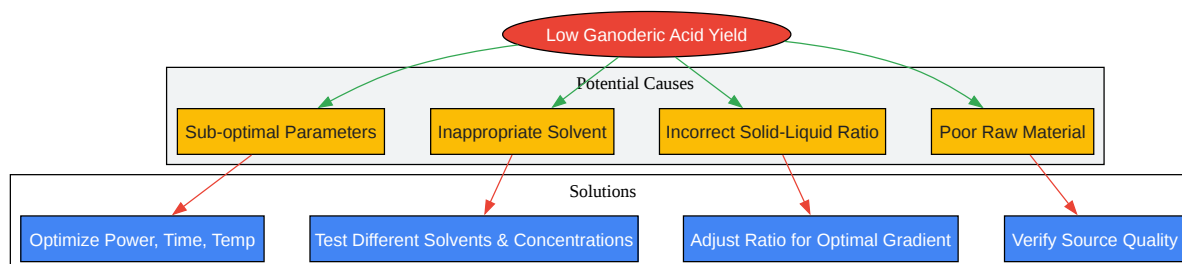 Low Ganoderic Acid Yield
Potential Causes
Sub-optimal Parameters
Inappropriate Solvent
Incorrect Solid-Liquid Ratio
Poor Raw Material
Solutions
Optimize Power, Time, Temp
Test Different Solvents & Concentrations
Adjust Ratio for Optimal Gradient
Verify Source Quality